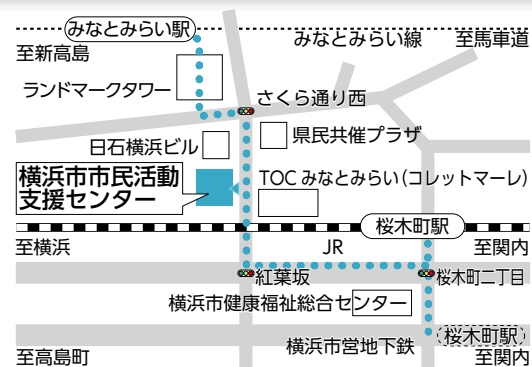 みなとみらい駅
みなとみらい線
至馬車道
至新高島
ランドマークタワー
さくら通り西
日石横浜ビル
県民共催プラザ
横浜市市民活動
支援センター
TOC みなとみらい(コレットマーレ)
桜木町駅
至横浜
JR
至関内
紅葉坂
桜木町二丁目
横浜市健康福祉総合センター
横浜市営地下鉄
桜木町駅
至高島町
至関内